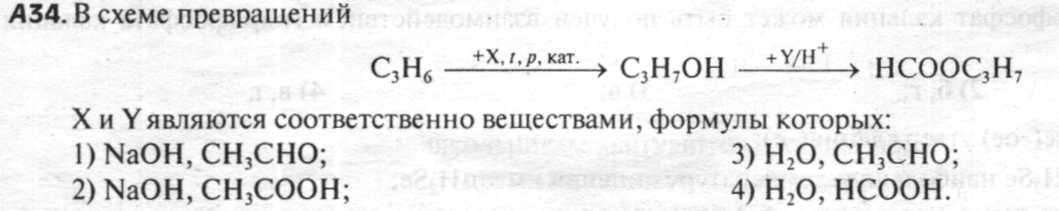 А34. В схеме превращений
C₃H₆ —+X, t, p, кат.→ C₃H₇OH —+Y/H⁺→ HCOOC₃H₇
X и Y являются соответственно веществами, формулы которых:
1) NaOH, CH₃CHO; 3) H₂O, CH₃CHO;
2) NaOH, CH₃COOH; 4) H₂O, HCOOH.